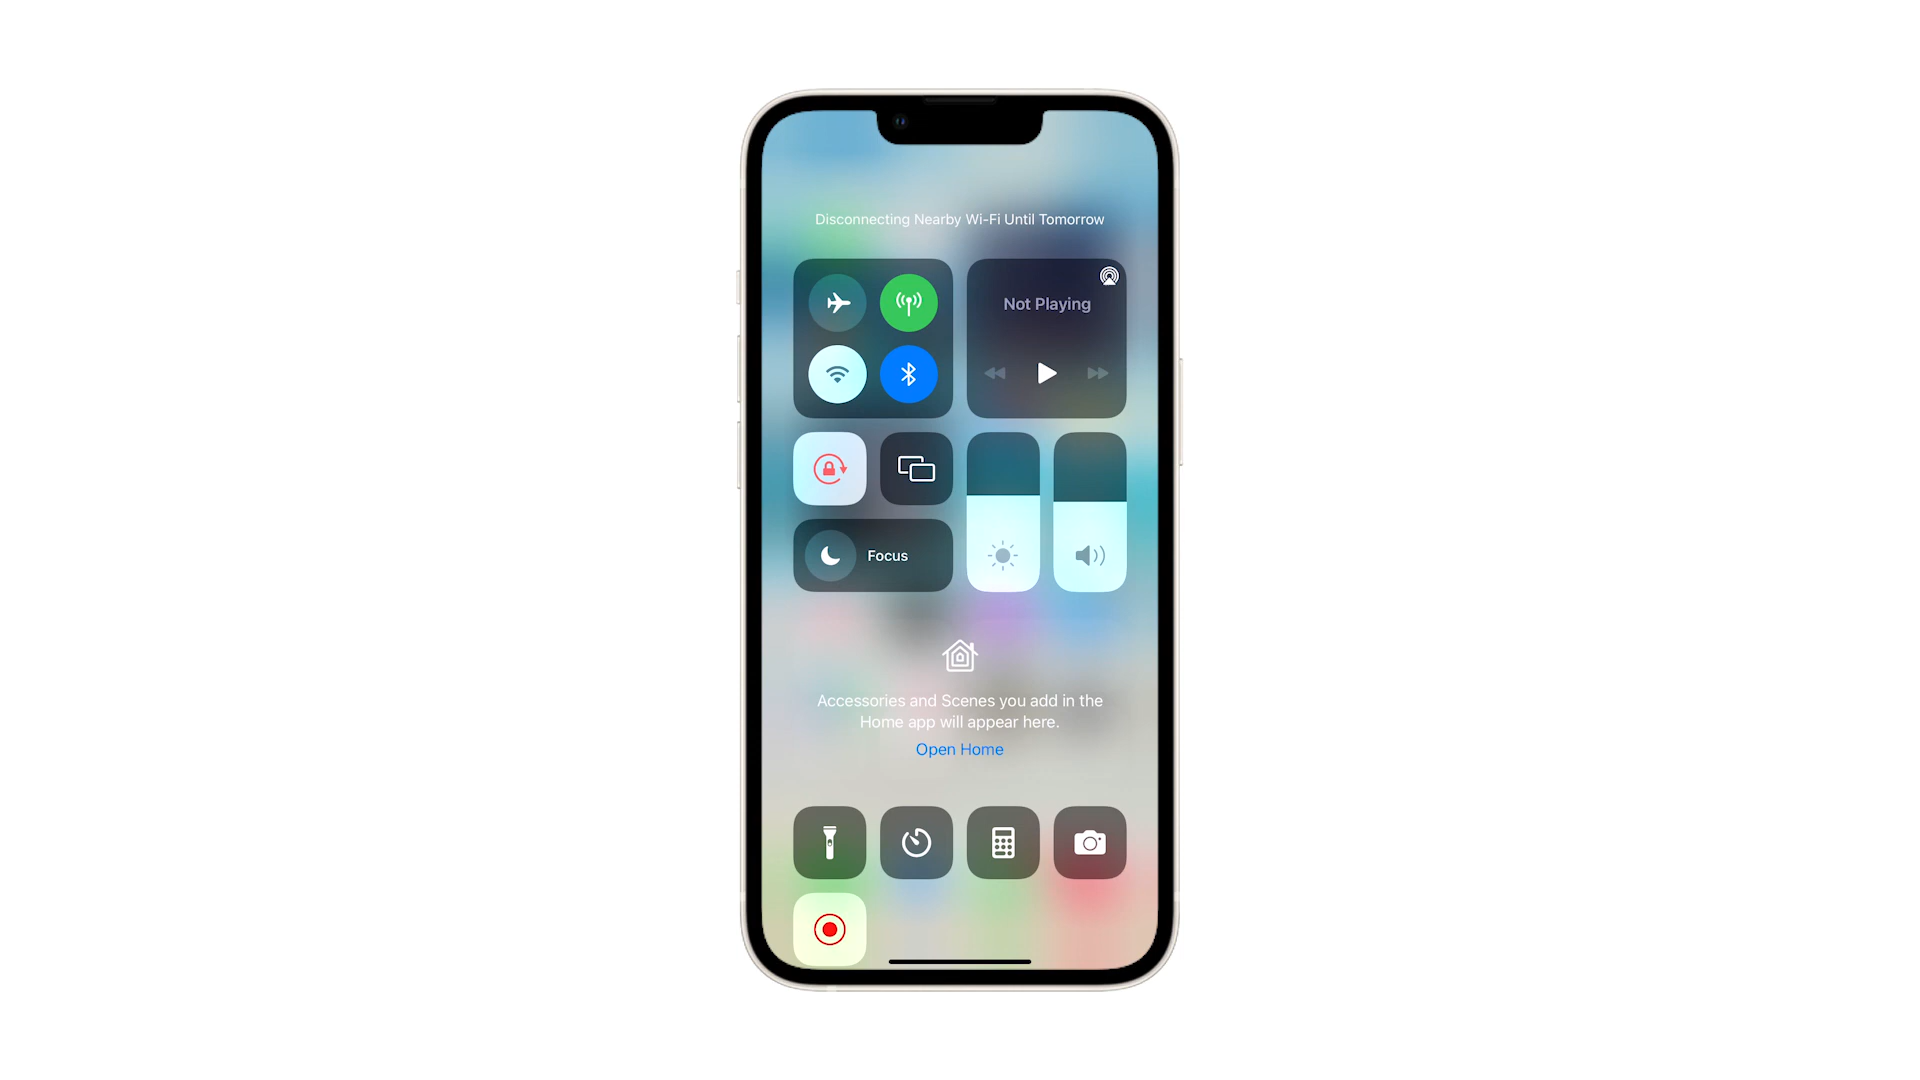 Disconnecting Nearby Wi-Fi Until Tomorrow
Not Playing
Focus
Accessories and Scenes you add in the
Home app will appear here.
Open Home